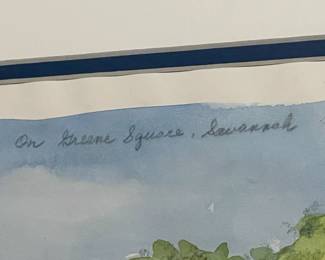 On Greene Square, Savannah